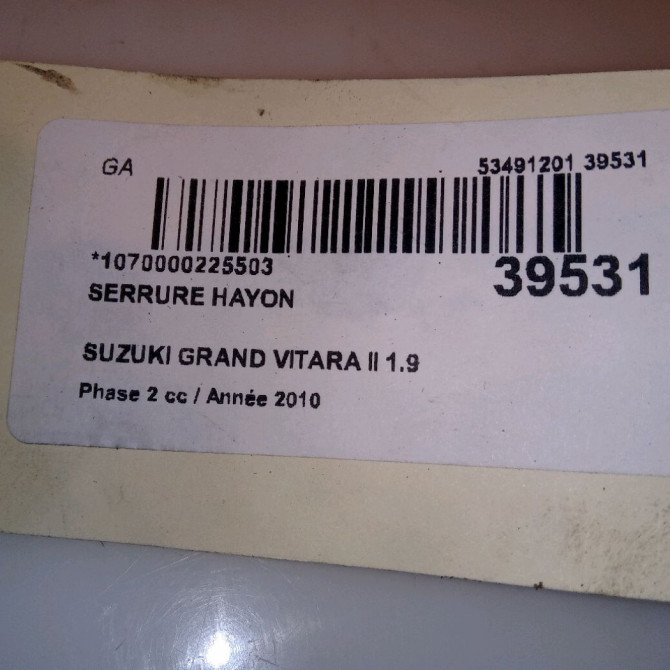 GA 53491201 39531
*1070000225503 39531
SERRURE HAYON
SUZUKI GRAND VITARA II 1.9
Phase 2 cc / Année 2010